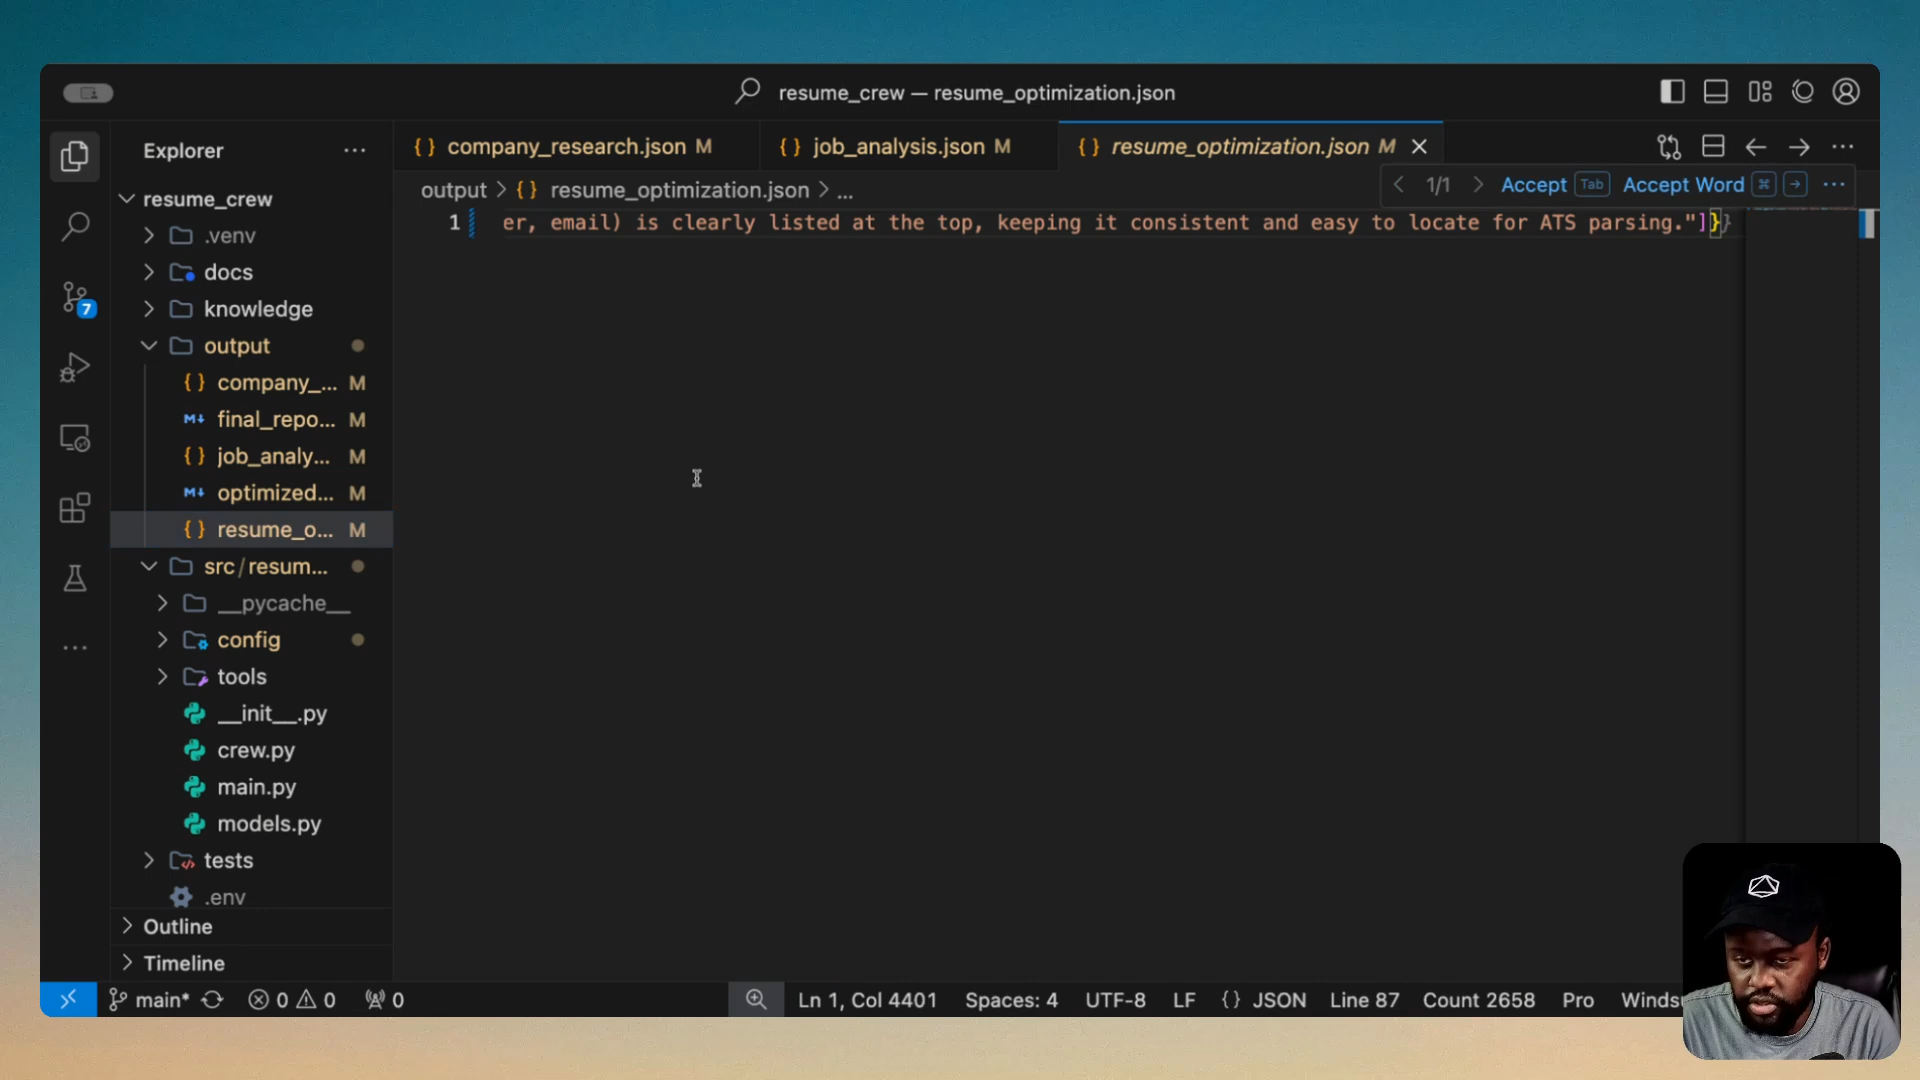 resume_crew — resume_optimization.json
Explorer
company_research.json M
job_analysis.json M
resume_optimization.json M
output > {} resume_optimization.json > ...
1/1 Accept Tab Accept Word ⌘ →
1 er, email) is clearly listed at the top, keeping it consistent and easy to locate for ATS parsing."]}}
resume_crew
.venv
docs
knowledge
output
company_... M
final_repo... M
job_analy... M
optimized... M
resume_o... M
src/resum...
__pycache__
config
tools
__init__.py
crew.py
main.py
models.py
tests
.env
Outline
Timeline
7
main* 0 0 0
Ln 1, Col 4401 Spaces: 4 UTF-8 LF {} JSON Line 87 Count 2658 Pro Winds